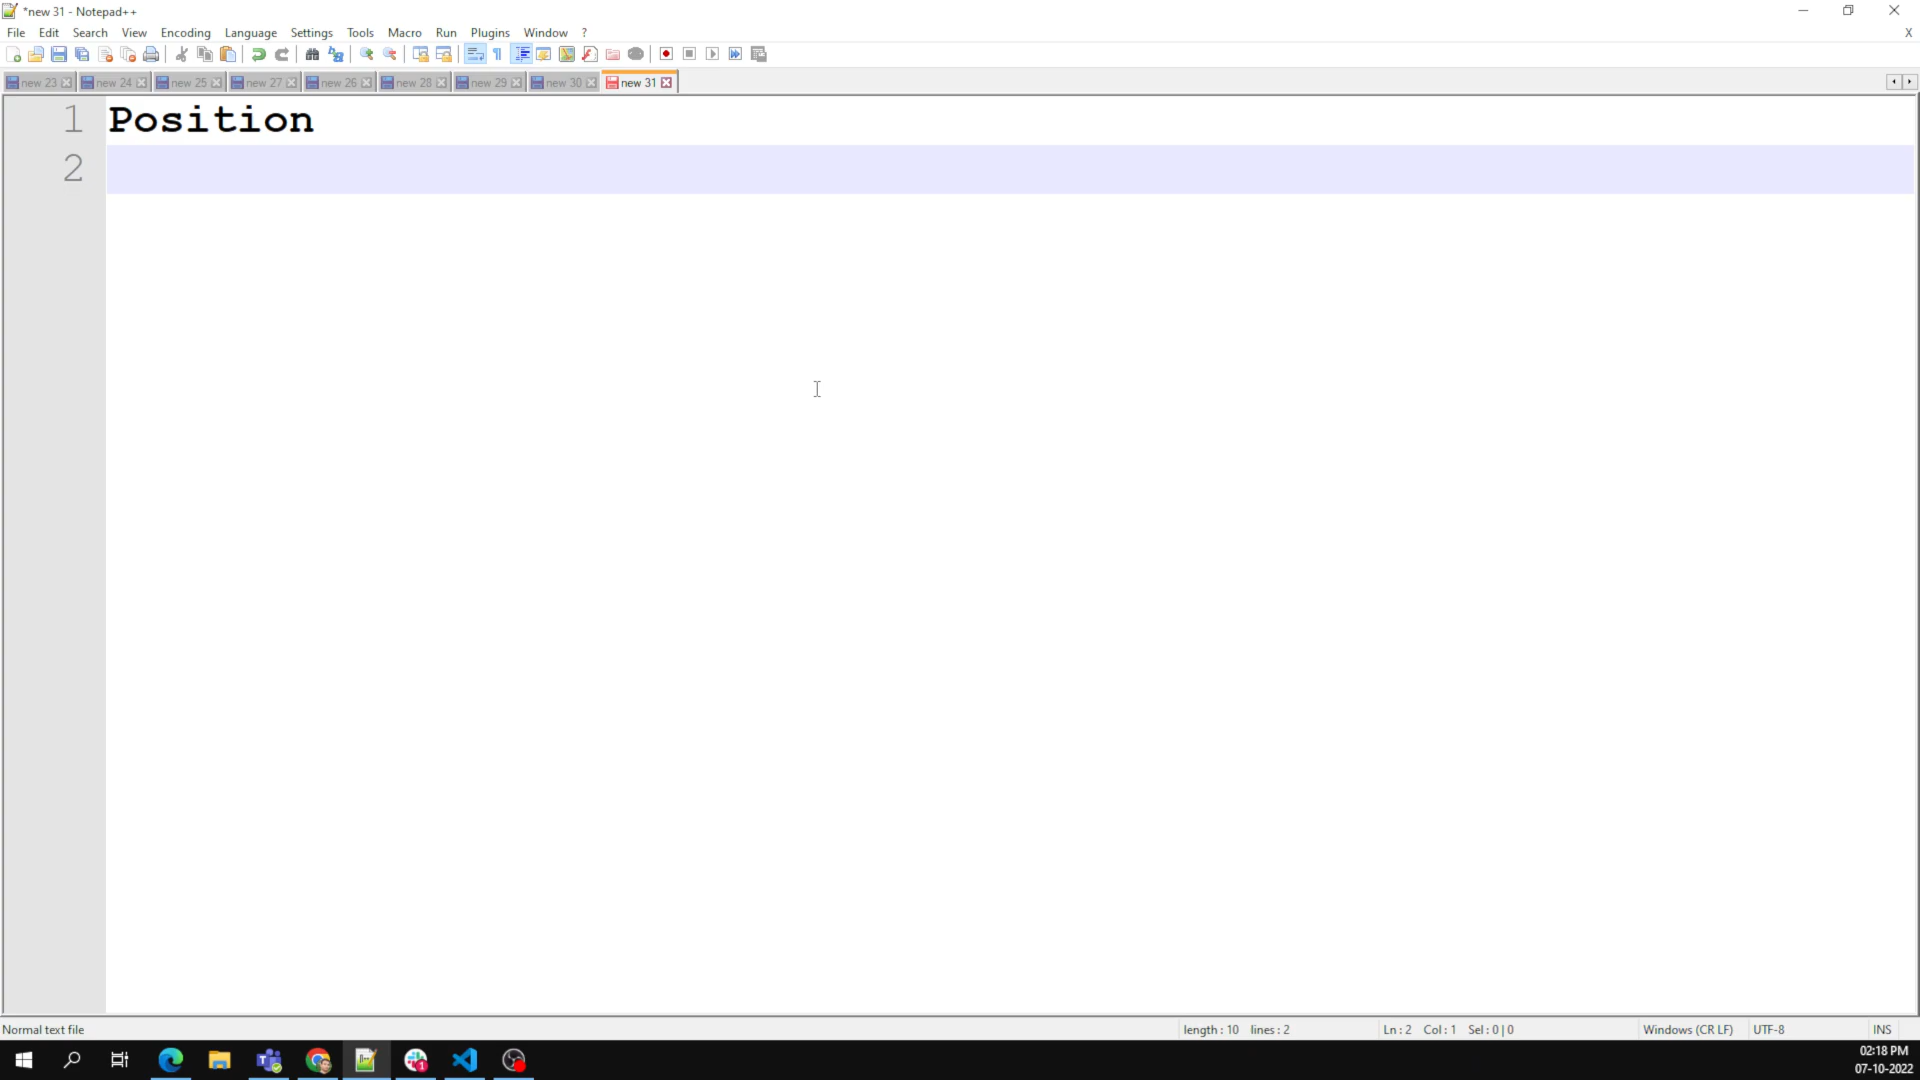 *new 31 - Notepad++
File Edit Search View Encoding Language Settings Tools Macro Run Plugins Window ? X
new 23 new 24 new 25 new 27 new 26 new 28 new 29 new 30 new 31
1 Position
2
Normal text file length : 10 lines : 2 Ln : 2 Col : 1 Sel : 0 | 0 Windows (CR LF) UTF-8 INS
02:18 PM
07-10-2022